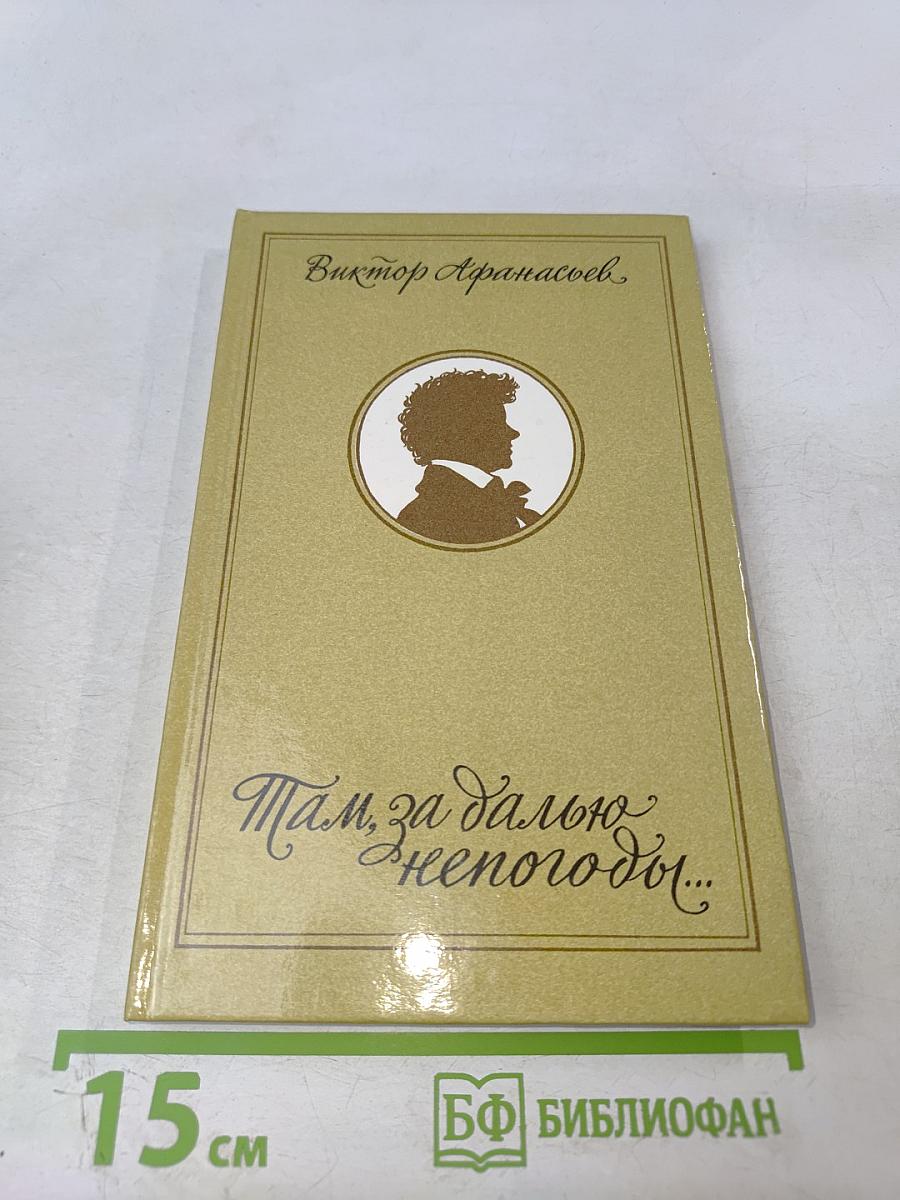 Виктор Афанасьев
Там, за далью
непогоды...
15 см
БФ БИБЛИОФАН